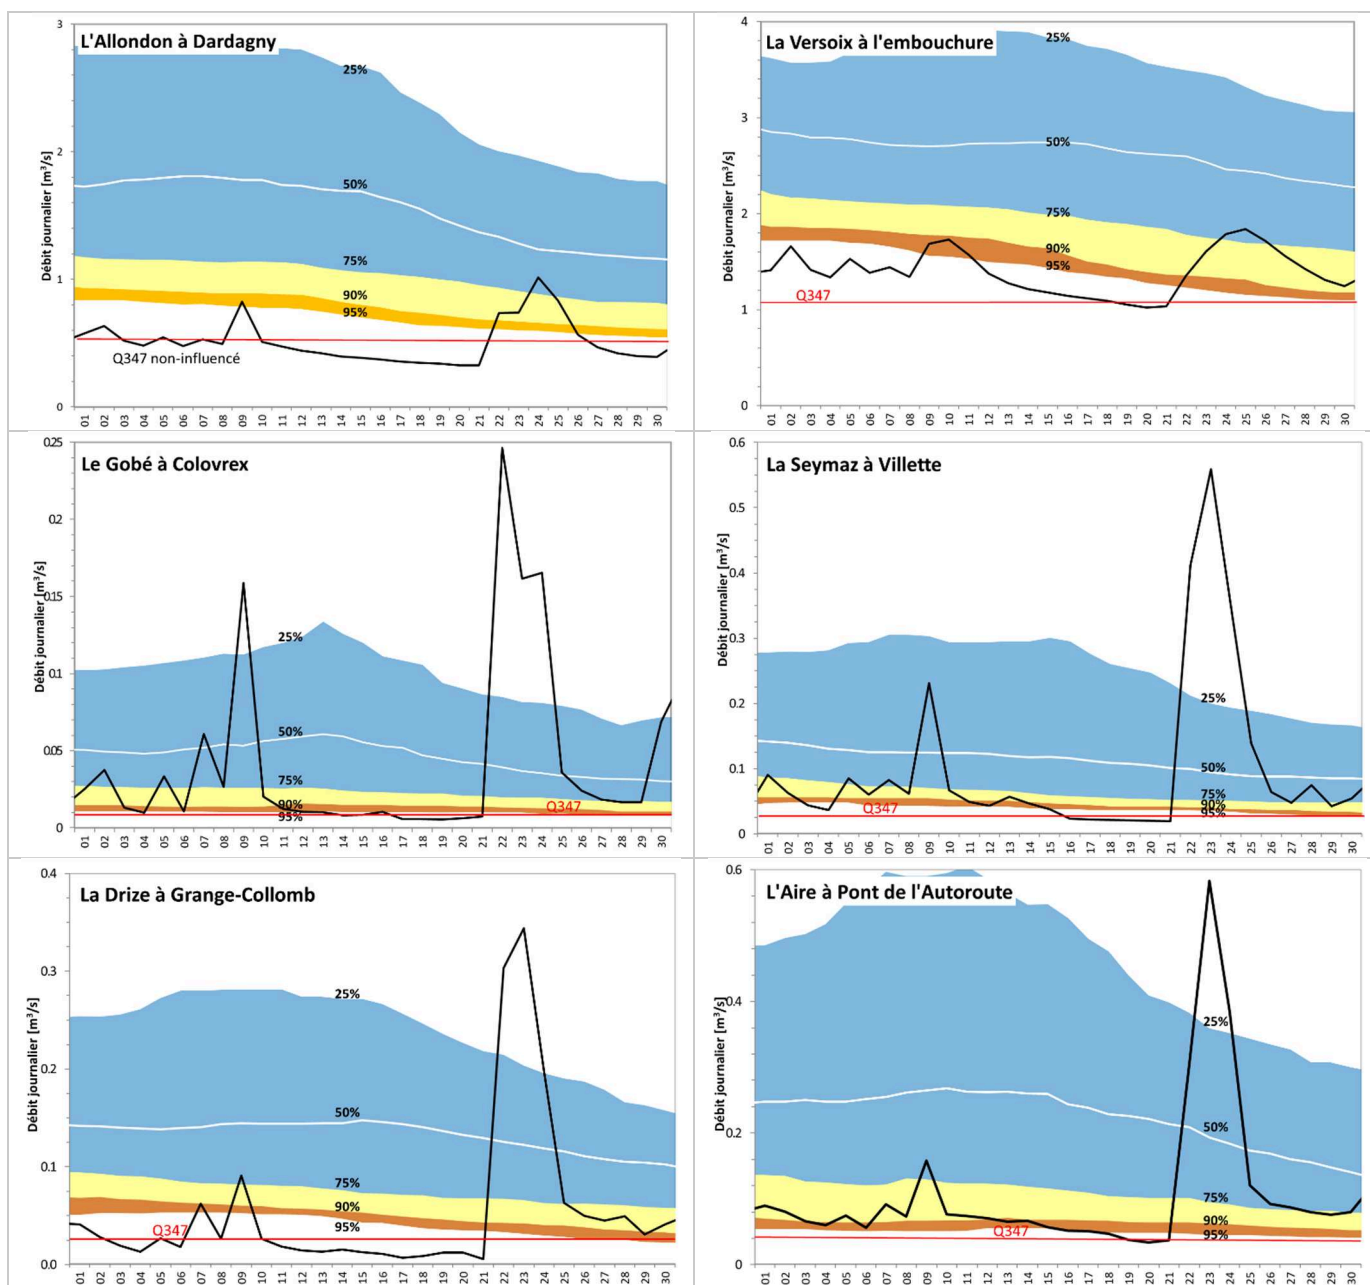 L'Allondon à Dardagny
Débit journalier [m³/s]
3
2
1
0
25%
50%
75%
90%
95%
Q347 non-influencé
01 02 03 04 05 06 07 08 09 10 11 12 13 14 15 16 17 18 19 20 21 22 23 24 25 26 27 28 29 30
La Versoix à l'embouchure
Débit journalier [m³/s]
4
3
2
1
0
25%
50%
75%
90%
95%
Q347
01 02 03 04 05 06 07 08 09 10 11 12 13 14 15 16 17 18 19 20 21 22 23 24 25 26 27 28 29 30
Le Gobé à Colovrex
Débit journalier [m³/s]
0.25
0.2
0.15
0.1
0.05
0
25%
50%
75%
90%
95%
Q347
01 02 03 04 05 06 07 08 09 10 11 12 13 14 15 16 17 18 19 20 21 22 23 24 25 26 27 28 29 30
La Seymaz à Villette
Débit journalier [m³/s]
0.6
0.5
0.4
0.3
0.2
0.1
0
25%
50%
75%
90%
95%
Q347
01 02 03 04 05 06 07 08 09 10 11 12 13 14 15 16 17 18 19 20 21 22 23 24 25 26 27 28 29 30
La Drize à Grange-Collomb
Débit journalier [m³/s]
0.4
0.3
0.2
0.1
0.0
25%
50%
75%
90%
95%
Q347
01 02 03 04 05 06 07 08 09 10 11 12 13 14 15 16 17 18 19 20 21 22 23 24 25 26 27 28 29 30
L'Aire à Pont de l'Autoroute
Débit journalier [m³/s]
0.6
0.4
0.2
0
25%
50%
75%
90%
95%
Q347
01 02 03 04 05 06 07 08 09 10 11 12 13 14 15 16 17 18 19 20 21 22 23 24 25 26 27 28 29 30